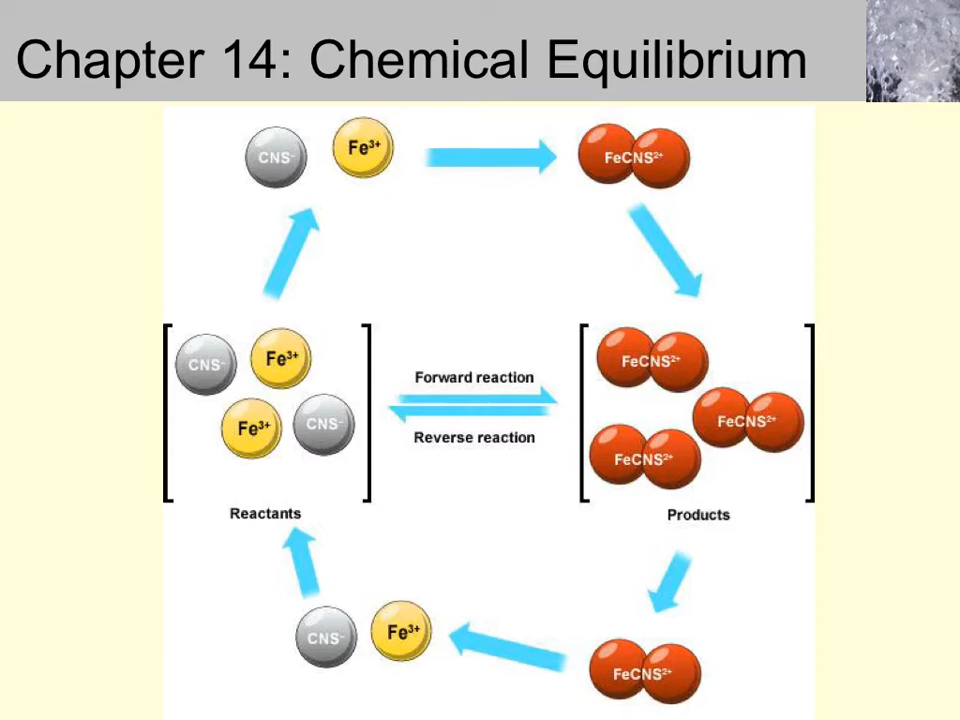 Chapter 14: Chemical Equilibrium
CNS⁻
Fe³⁺
FeCNS²⁺
CNS⁻
Fe³⁺
Fe³⁺
CNS⁻
Reactants
Forward reaction
Reverse reaction
FeCNS²⁺
FeCNS²⁺
FeCNS²⁺
Products
CNS⁻
Fe³⁺
FeCNS²⁺